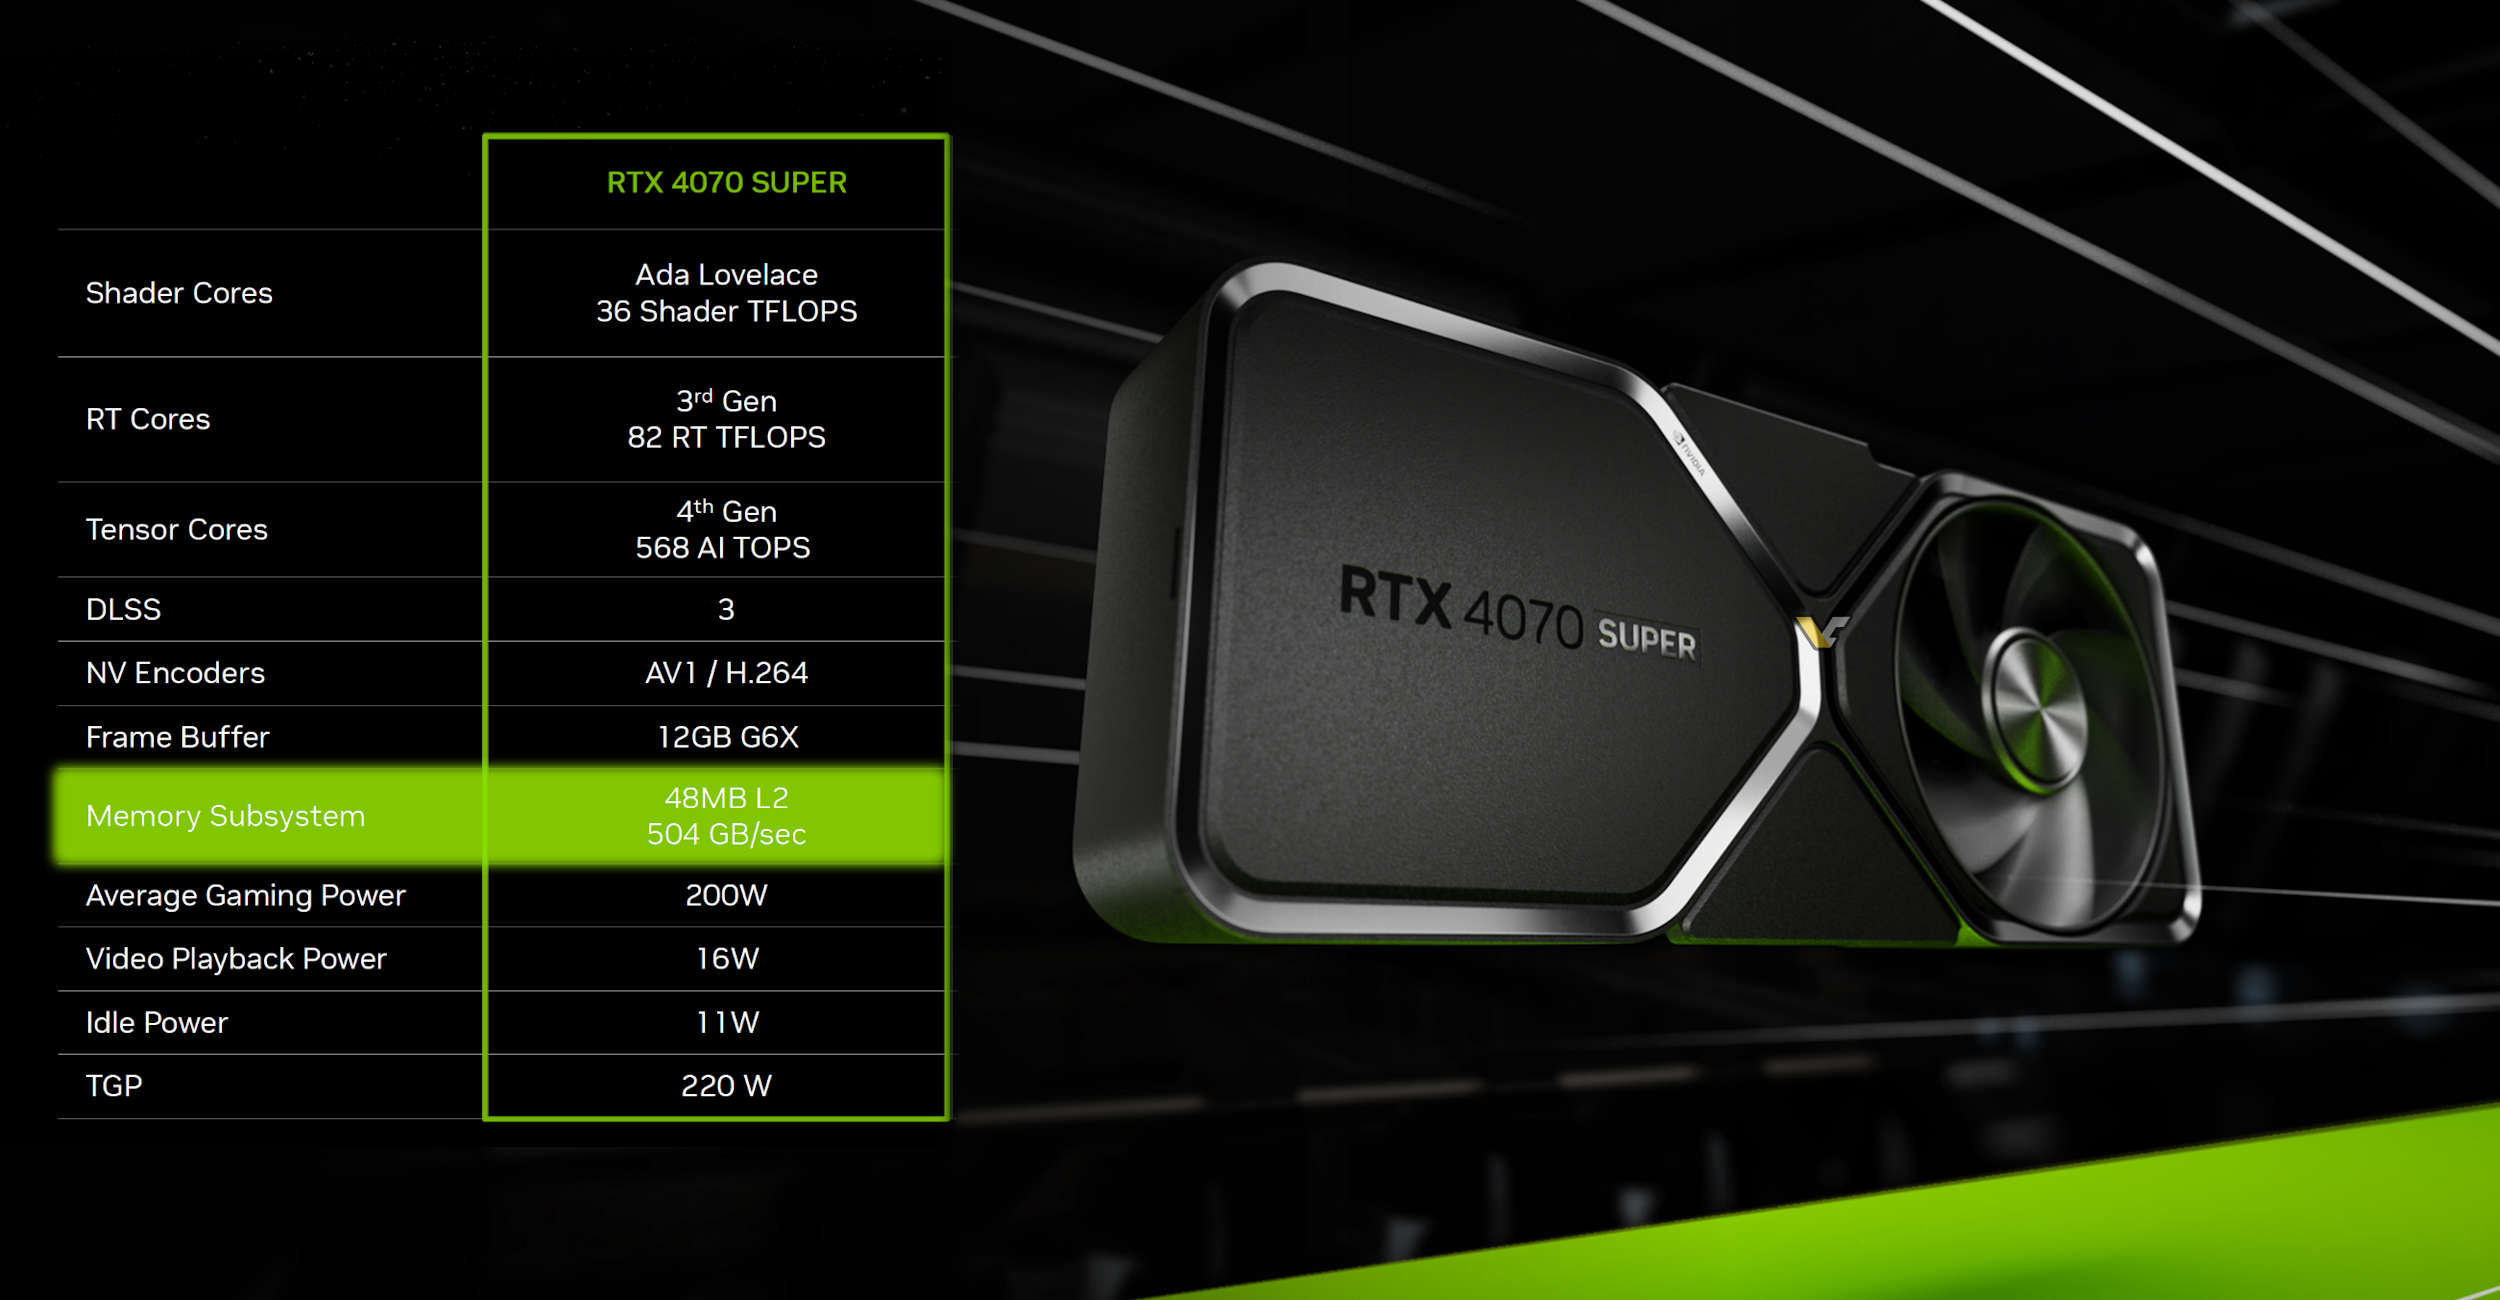 RTX 4070 SUPER
Shader Cores
Ada Lovelace
36 Shader TFLOPS
RT Cores
3rd Gen
82 RT TFLOPS
Tensor Cores
4th Gen
568 AI TOPS
DLSS
3
NV Encoders
AV1 / H.264
Frame Buffer
12GB G6X
Memory Subsystem
48MB L2
504 GB/sec
Average Gaming Power
200W
Video Playback Power
16W
Idle Power
11W
TGP
220 W
NVIDIA
RTX 4070 SUPER